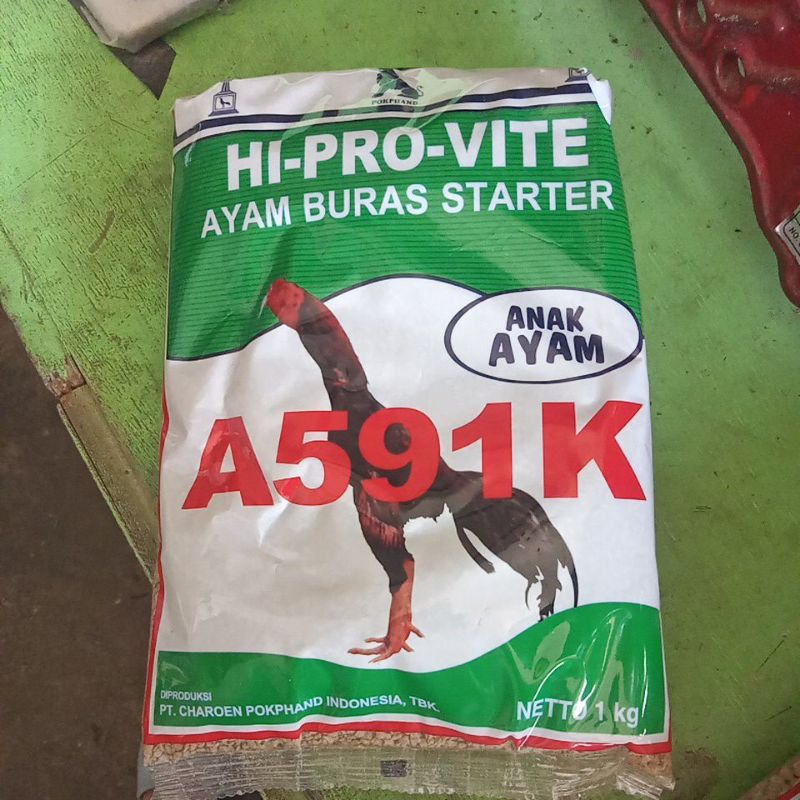 POKPHAND
HI-PRO-VITE
AYAM BURAS STARTER
ANAK
AYAM
A591K
DIPRODUKSI
PT. CHAROEN POKPHAND INDONESIA, TBK.
NETTO 1 kg
NO.